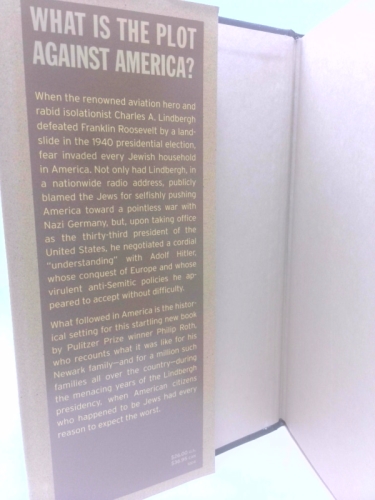 WHAT IS THE PLOT
AGAINST AMERICA?
When the renowned aviation hero and
rabid isolationist Charles A. Lindbergh
defeated Franklin Roosevelt by a land-
slide in the 1940 presidential election,
fear invaded every Jewish household
in America. Not only had Lindbergh, in
a nationwide radio address, publicly
blamed the Jews for selfishly pushing
America toward a pointless war with
Nazi Germany, but, upon taking office
as the thirty-third president of the
United States, he negotiated a cordial
“understanding” with Adolf Hitler,
whose conquest of Europe and whose
virulent anti-Semitic policies he ap-
peared to accept without difficulty.
What followed in America is the histor-
ical setting for this startling new book
by Pulitzer Prize winner Philip Roth,
who recounts what it was like for his
Newark family—and for a million such
families all over the country—during
the menacing years of the Lindbergh
presidency, when American citizens
who happened to be Jews had every
reason to expect the worst.